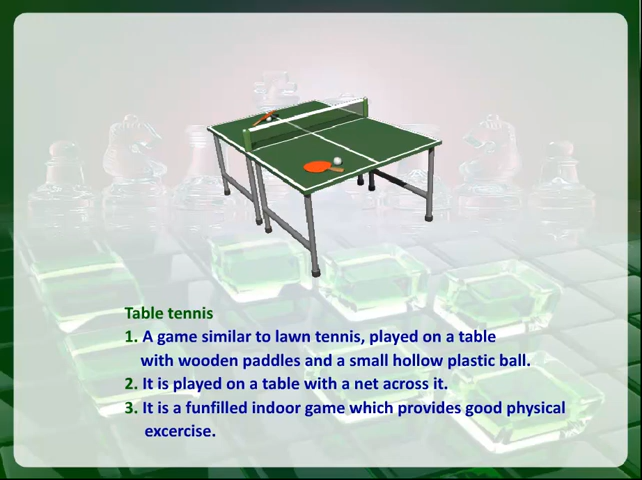 Table tennis
1. A game similar to lawn tennis, played on a table
with wooden paddles and a small hollow plastic ball.
2. It is played on a table with a net across it.
3. It is a funfilled indoor game which provides good physical
excercise.